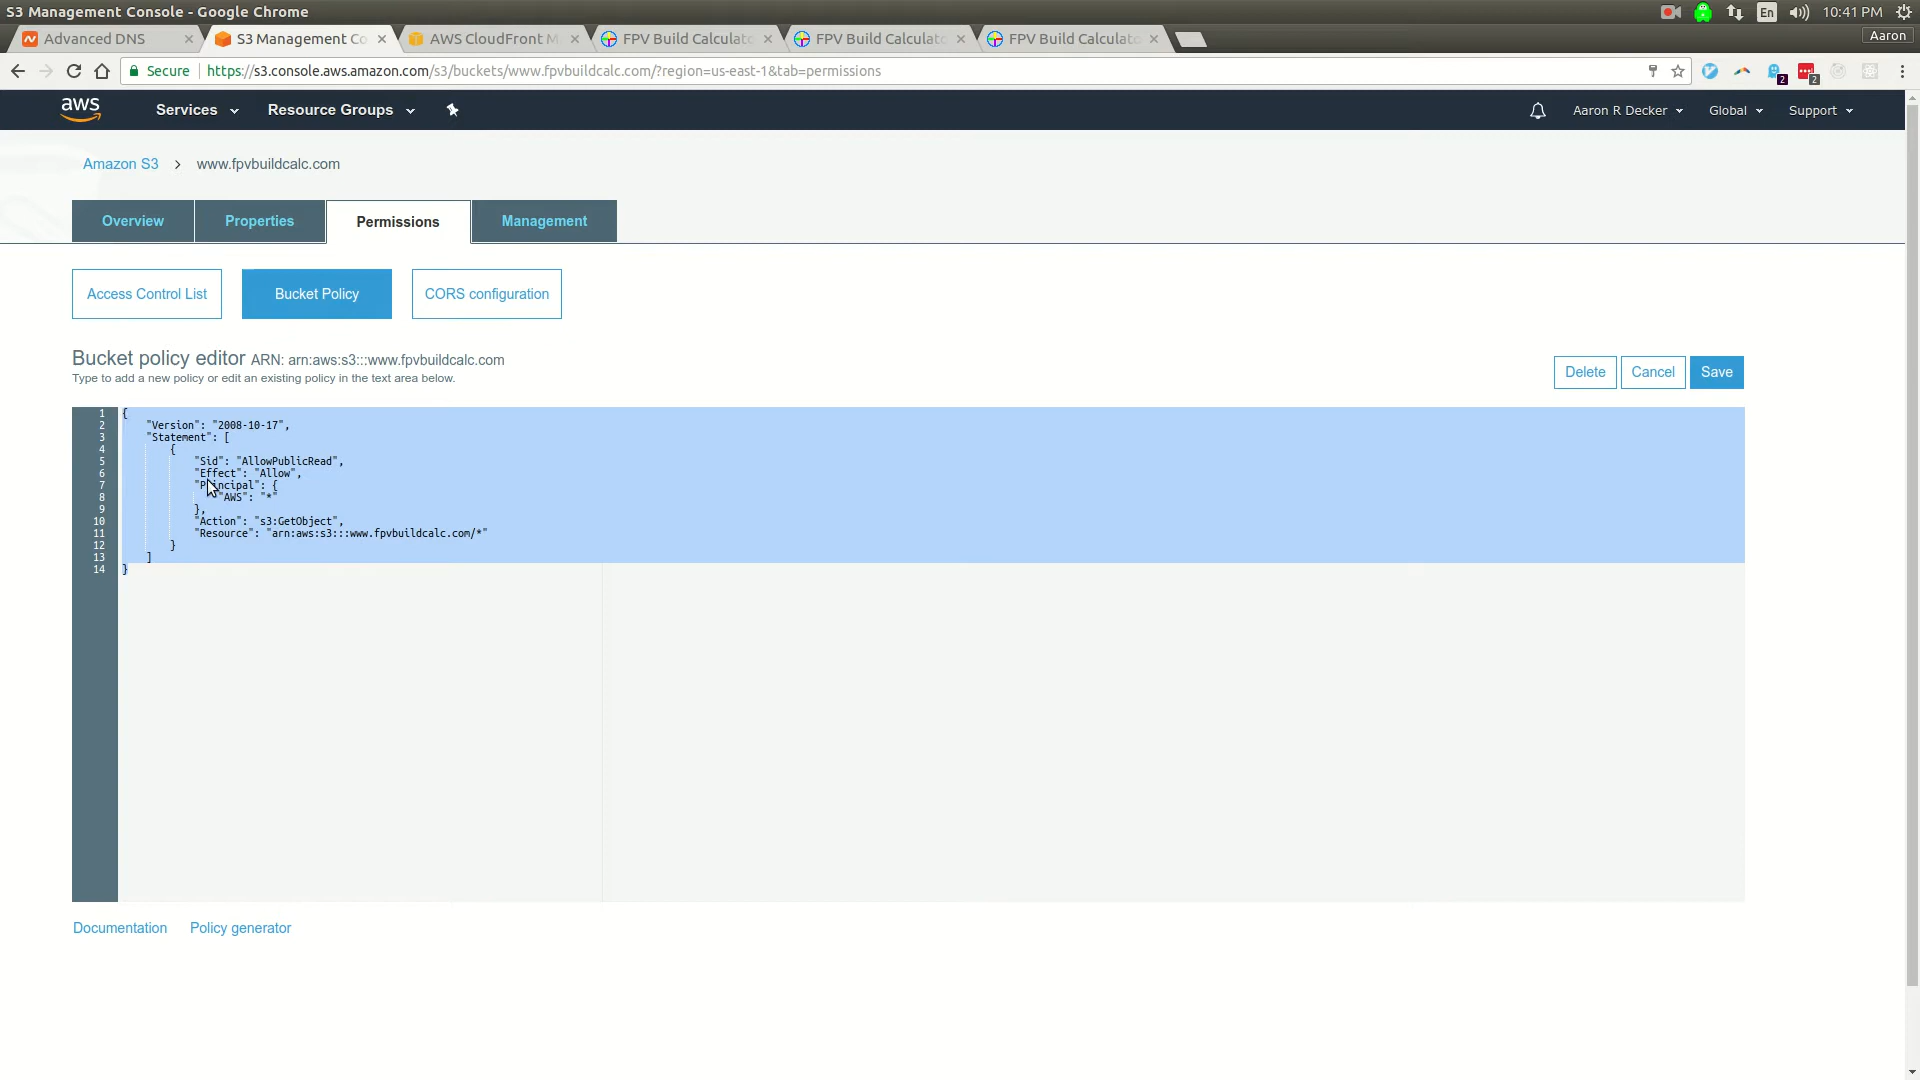 S3 Management Console - Google Chrome
En
10:41 PM
Advanced DNS
S3 Management Co
AWS CloudFront M
FPV Build Calculato
FPV Build Calculato
FPV Build Calculato
Aaron
Secure
https://s3.console.aws.amazon.com/s3/buckets/www.fpvbuildcalc.com/?region=us-east-1&tab=permissions
2
2
aws
Services
Resource Groups
Aaron R Decker
Global
Support
Amazon S3 > www.fpvbuildcalc.com
Overview
Properties
Permissions
Management
Access Control List
Bucket Policy
CORS configuration
Bucket policy editor ARN: arn:aws:s3:::www.fpvbuildcalc.com
Type to add a new policy or edit an existing policy in the text area below.
Delete
Cancel
Save
1 {
2 "Version": "2008-10-17",
3 "Statement": [
4 {
5 "Sid": "AllowPublicRead",
6 "Effect": "Allow",
7 "Principal": {
8 "AWS": "*"
9 },
10 "Action": "s3:GetObject",
11 "Resource": "arn:aws:s3:::www.fpvbuildcalc.com/*"
12 }
13 ]
14 }
Documentation
Policy generator